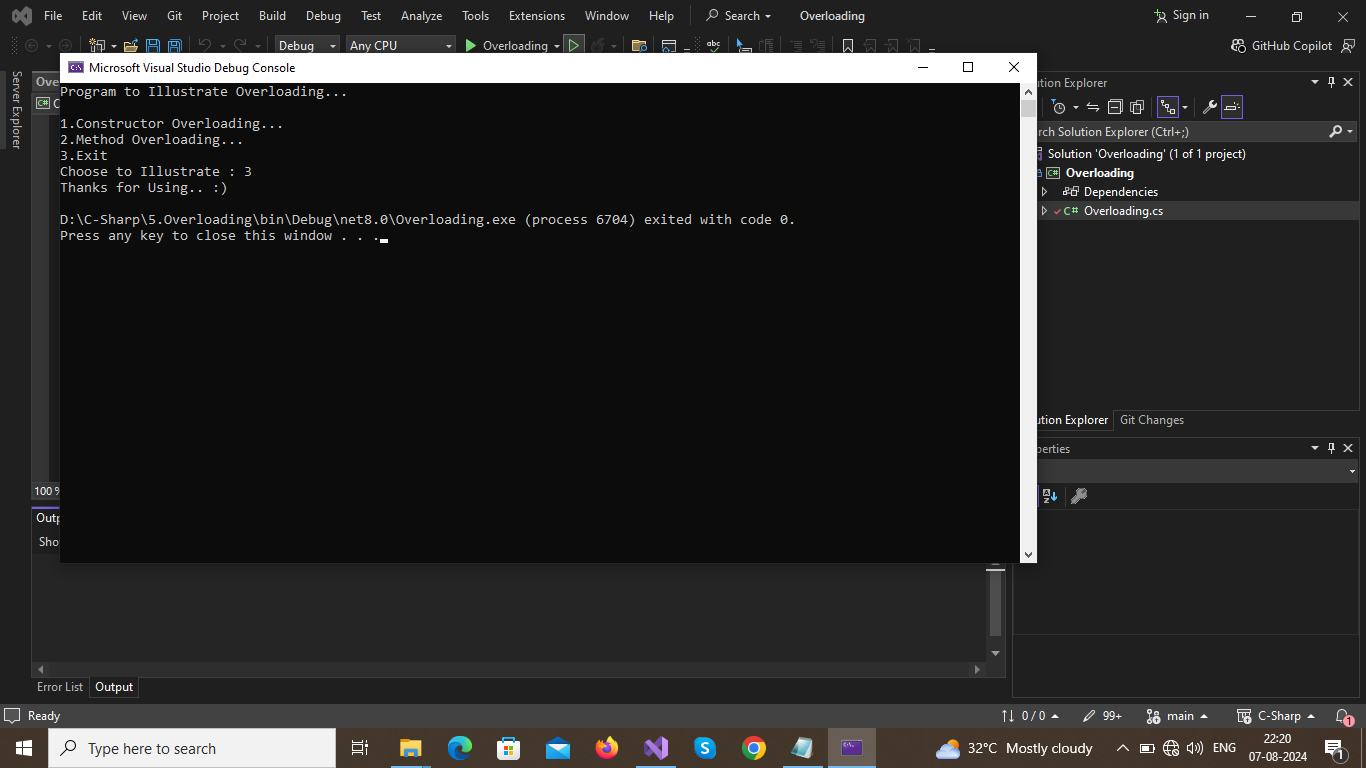 File Edit View Git Project Build Debug Test Analyze Tools Extensions Window Help Search Overloading Sign in
Debug Any CPU Overloading GitHub Copilot
Microsoft Visual Studio Debug Console
Program to Illustrate Overloading...
1.Constructor Overloading...
2.Method Overloading...
3.Exit
Choose to Illustrate : 3
Thanks for Using.. :)
D:\C-Sharp\5.Overloading\bin\Debug\net8.0\Overloading.exe (process 6704) exited with code 0.
Press any key to close this window . . .
Server Explorer
Ove
C#
100 %
Outp
Sho
ution Explorer
rch Solution Explorer (Ctrl+;)
Solution 'Overloading' (1 of 1 project)
C# Overloading
Dependencies
C# Overloading.cs
ution Explorer Git Changes
perties
Error List Output
Ready 0 / 0 99+ main C-Sharp 1
Type here to search 32°C Mostly cloudy ENG 22:20
07-08-2024 1